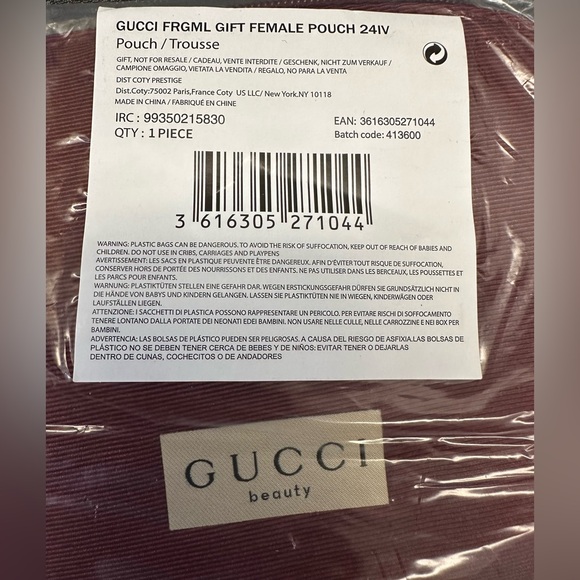 GUCCI FRGML GIFT FEMALE POUCH 24IV
Pouch / Trousse
GIFT, NOT FOR RESALE / CADEAU, VENTE INTERDITE / GESCHENK, NICHT ZUM VERKAUF /
CAMPIONE OMAGGIO, VIETATA LA VENDITA / REGALO, NO PARA LA VENTA
DIST COTY PRESTIGE
Dist.Coty:75002 Paris,France Coty US LLC/ New York.NY 10118
MADE IN CHINA / FABRIQUÉ EN CHINE
IRC : 99350215830
EAN: 3616305271044
QTY : 1 PIECE
Batch code: 413600
3 616305 271044
WARNING: PLASTIC BAGS CAN BE DANGEROUS. TO AVOID THE RISK OF SUFFOCATION, KEEP OUT OF REACH OF BABIES AND
CHILDREN. DO NOT USE IN CRIBS, CARRIAGES AND PLAYPENS
AVERTISSEMENT: LES SACS EN PLASTIQUE PEUVENT ÊTRE DANGEREUX. AFIN D'ÉVITER TOUT RISQUE DE SUFFOCATION,
CONSERVER HORS DE PORTÉE DES NOURRISSONS ET DES ENFANTS. NE PAS UTILISER DANS LES BERCEAUX, LES POUSSETTES ET
LES PARCS POUR ENFANTS.
WARNUNG: PLASTIKTÜTEN STELLEN EINE GEFAHR DAR. WEGEN ERSTICKUNGSGEFAHR DÜRFEN SIE GRUNDSÄTZLICH NICHT IN
DIE HÄNDE VON BABYS UND KINDERN GELANGEN. LASSEN SIE PLASTIKTÜTEN NIE IN WIEGEN, KINDERWÄGEN ODER
LAUFSTÄLLEN LIEGEN.
ATTENZIONE: I SACCHETTI DI PLASTICA POSSONO RAPPRESENTARE UN PERICOLO. PER EVITARE RISCHI DI SOFFOCAMENTO
TENERE LONTANO DALLA PORTATE DEI NEONATI EDEI BAMBINI. NON USARE NELLE CULLE, NELLE CARROZZINE E NEI BOX PER
BAMBINI.
ADVERTENCIA: LAS BOLSAS DE PLÁSTICO PUEDEN SER PELIGROSAS. A CAUSA DEL RIESGO DE ASFIXIA,LAS BOLSAS DE
PLÁSTICO NO SE DEBEN TENER CERCA DE BEBES Y DE NIÑOS: EVITAR TENER O DEJARLAS
DENTRO DE CUNAS, COCHECITOS O DE ANDADORES
GUCCI
beauty